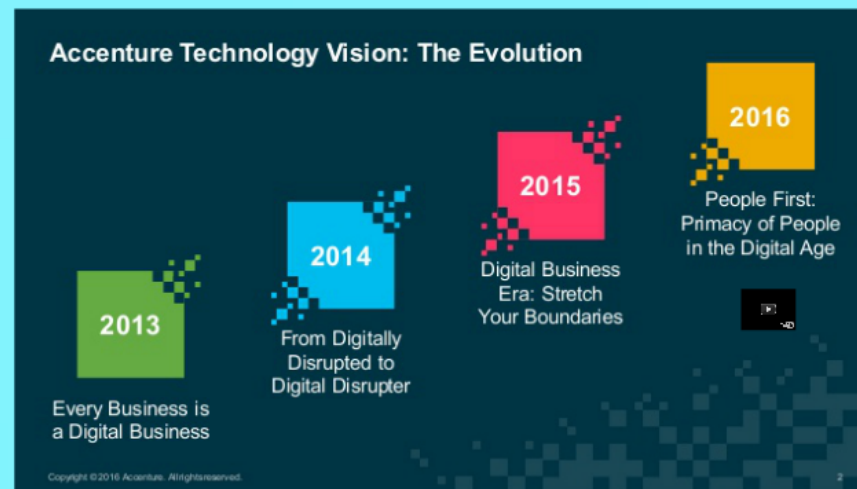 Accenture Technology Vision: The Evolution
2013
Every Business is
a Digital Business
2014
From Digitally
Disrupted to
Digital Disrupter
2015
Digital Business
Era: Stretch
Your Boundaries
2016
People First:
Primacy of People
in the Digital Age
Copyright ©2016 Accenture. All rights reserved.
2